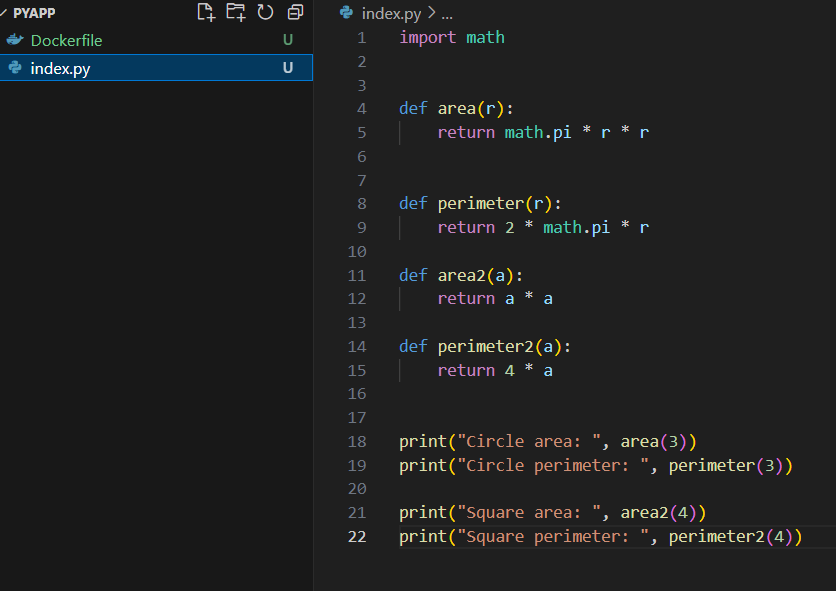 PYAPP
Dockerfile U
index.py U
index.py > ...
1 import math
2
3
4 def area(r):
5     return math.pi * r * r
6
7
8 def perimeter(r):
9     return 2 * math.pi * r
10
11 def area2(a):
12     return a * a
13
14 def perimeter2(a):
15     return 4 * a
16
17
18 print("Circle area: ", area(3))
19 print("Circle perimeter: ", perimeter(3))
20
21 print("Square area: ", area2(4))
22 print("Square perimeter: ", perimeter2(4))